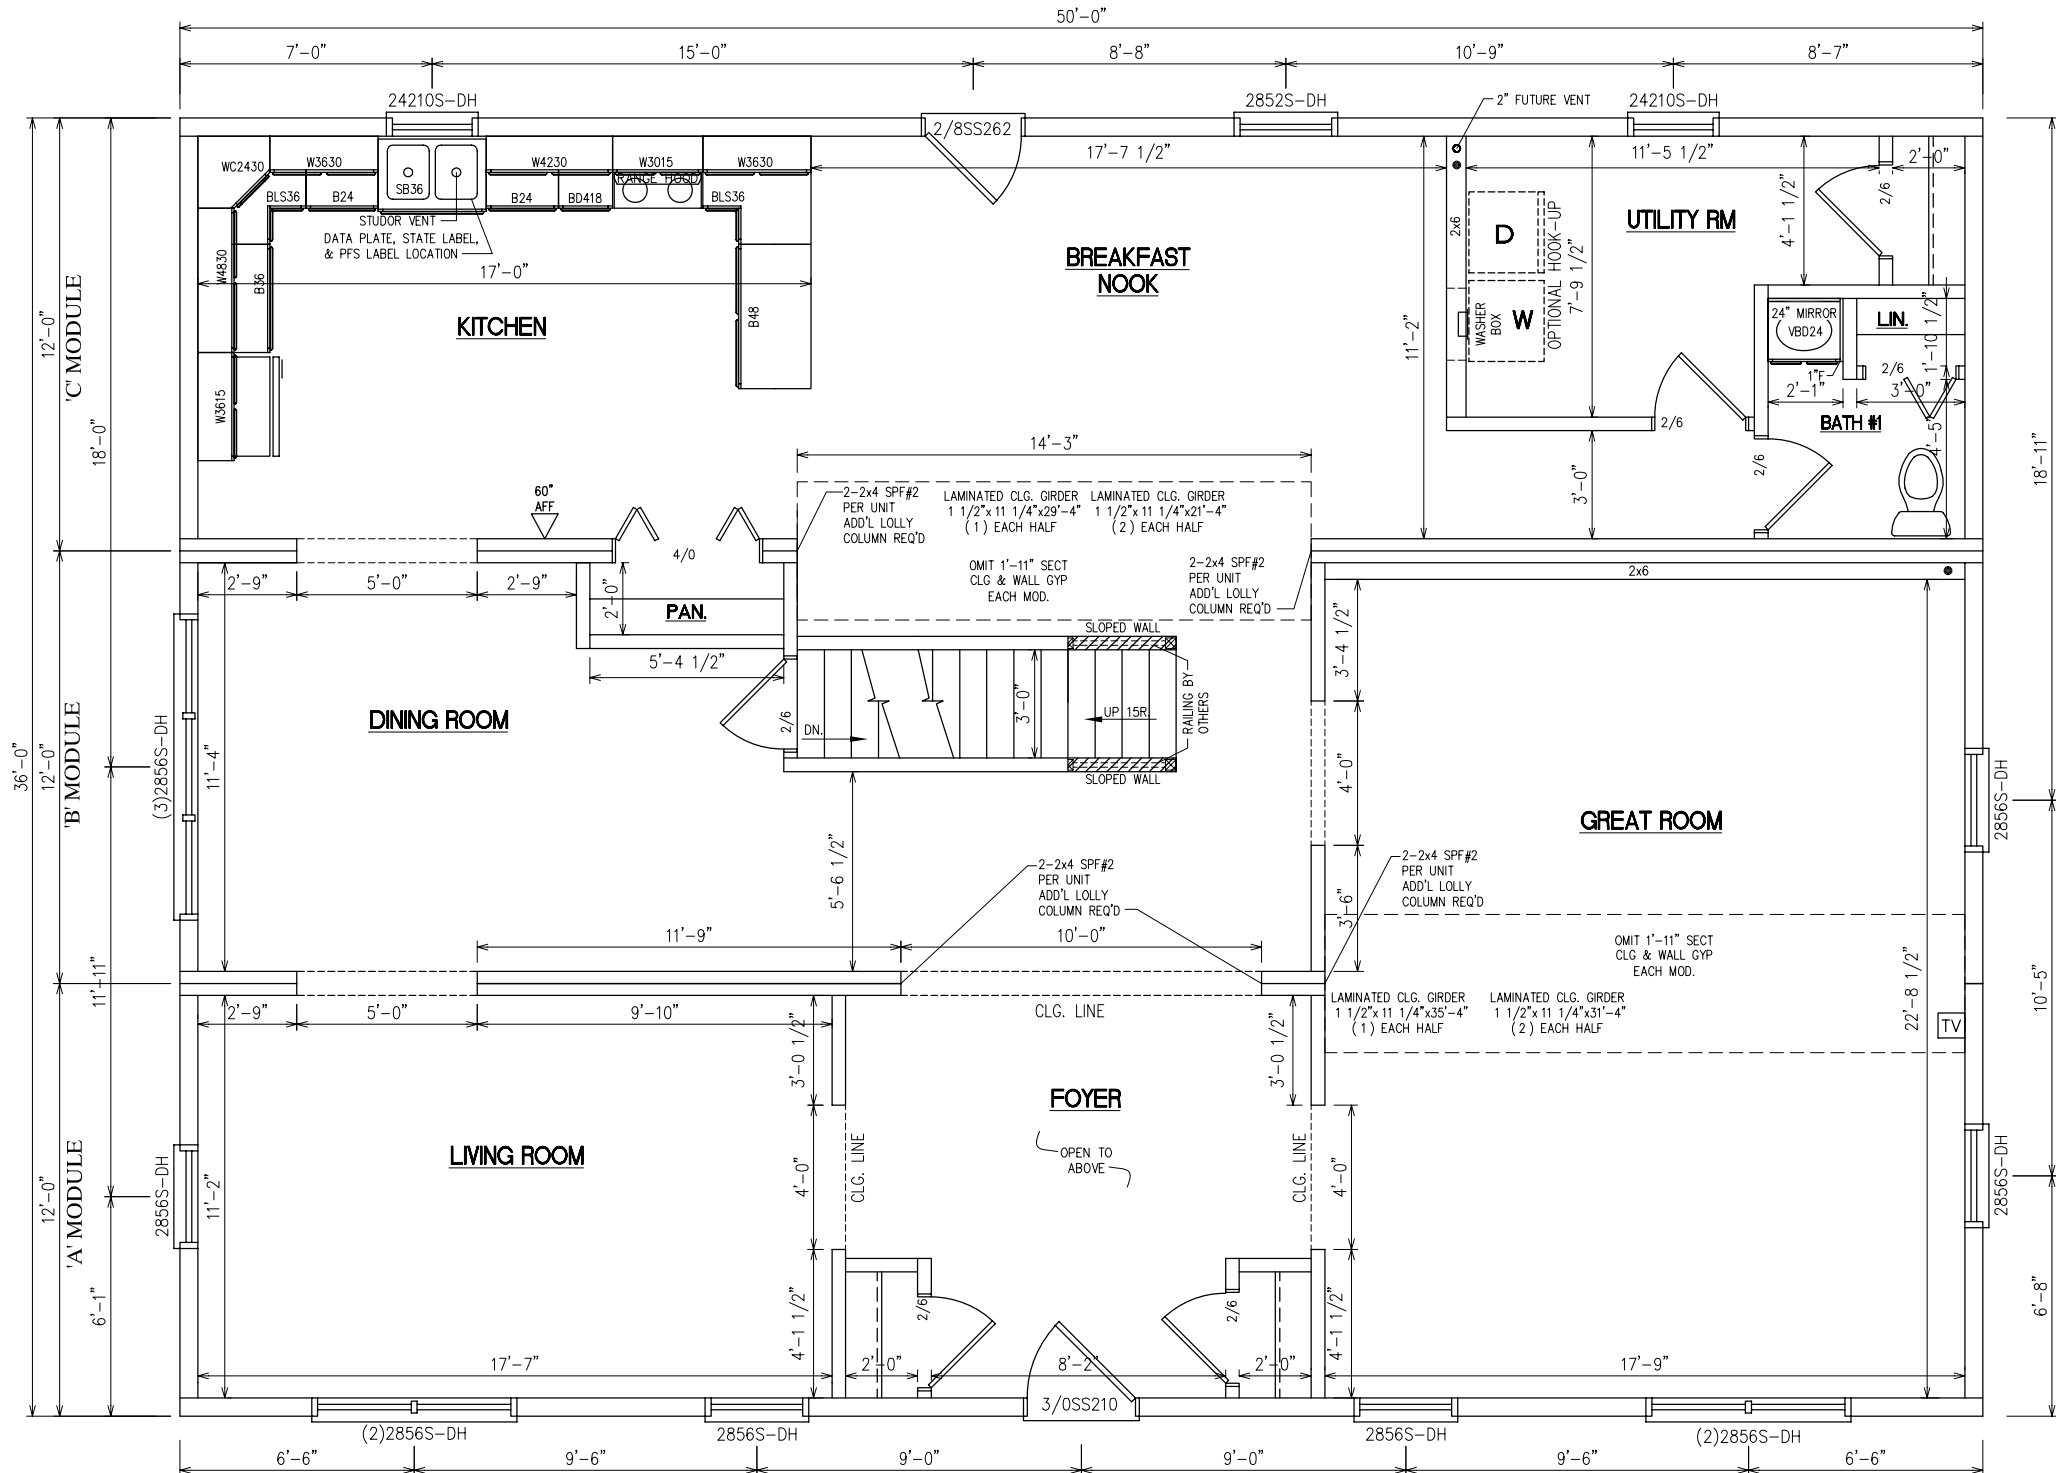 50'-0"
7'-0" 15'-0" 8'-8" 10'-9" 8'-7"
24210S-DH 2852S-DH 2" FUTURE VENT 24210S-DH
2/8SS262
WC2430 W3630 W4230 W3015 W3630
RANGE HOOD
17'-7 1/2" 11'-5 1/2" 2'-0"
BLS36 B24 SB36 B24 BD418 BLS36
STUDOR VENT
DATA PLATE, STATE LABEL,
& PFS LABEL LOCATION
17'-0"
W4830 B36 W3615 B48
KITCHEN
BREAKFAST
NOOK
2x6
D
W
WASHER
BOX
OPTIONAL HOOK-UP
7'-9 1/2"
UTILITY RM
4'-1 1/2"
2/6
11'-2"
24" MIRROR
VBD24
LIN.
1'-10 1/2"
1"F
2/6
2'-1" 3'-0"
BATH #1
4'-5"
2/6
2/6
3'-0"
12'-0"
'C' MODULE
18'-0"
18'-11"
14'-3"
60"
AFF
4/0
2-2x4 SPF#2
PER UNIT
ADD'L LOLLY
COLUMN REQ'D
LAMINATED CLG. GIRDER
1 1/2"x 11 1/4"x29'-4"
(1) EACH HALF
LAMINATED CLG. GIRDER
1 1/2"x 11 1/4"x21'-4"
(2) EACH HALF
OMIT 1'-11" SECT
CLG & WALL GYP
EACH MOD.
2-2x4 SPF#2
PER UNIT
ADD'L LOLLY
COLUMN REQ'D
2x6
2'-9" 5'-0" 2'-9"
2'-0"
PAN.
5'-4 1/2"
SLOPED WALL
3'-4 1/2"
DINING ROOM
2/6
DN.
3'-0"
UP 15R.
RAILING BY
OTHERS
SLOPED WALL
4'-0"
GREAT ROOM
(3)2856S-DH
11'-4"
36'-0"
12'-0"
'B' MODULE
2856S-DH
5'-6 1/2"
2-2x4 SPF#2
PER UNIT
ADD'L LOLLY
COLUMN REQ'D
2-2x4 SPF#2
PER UNIT
ADD'L LOLLY
COLUMN REQ'D
3'-6"
11'-9" 10'-0"
OMIT 1'-11" SECT
CLG & WALL GYP
EACH MOD.
LAMINATED CLG. GIRDER
1 1/2"x 11 1/4"x35'-4"
(1) EACH HALF
LAMINATED CLG. GIRDER
1 1/2"x 11 1/4"x31'-4"
(2) EACH HALF
22'-8 1/2"
TV
11'-11"
10'-5"
2'-9" 5'-0" 9'-10"
CLG. LINE
3'-0 1/2" 3'-0 1/2"
FOYER
LIVING ROOM
OPEN TO
ABOVE
CLG. LINE
CLG. LINE
4'-0" 4'-0"
12'-0"
'A' MODULE
2856S-DH
11'-2"
2856S-DH
6'-1"
6'-8"
2/6 2/6
4'-1 1/2" 4'-1 1/2"
17'-7" 2'-0" 8'-2" 2'-0" 17'-9"
3/0SS210
(2)2856S-DH 2856S-DH 2856S-DH (2)2856S-DH
6'-6" 9'-6" 9'-0" 9'-0" 9'-6" 6'-6"